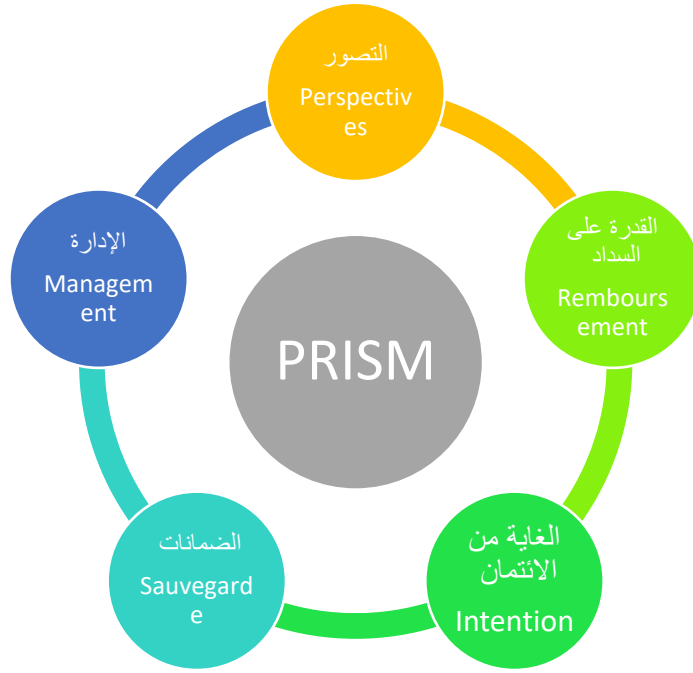 التصور
Perspectiv
es
القدرة على
السداد
Rembours
ement
الغاية من
الائتمان
Intention
الضمانات
Sauvegard
e
الإدارة
Managem
ent
PRISM